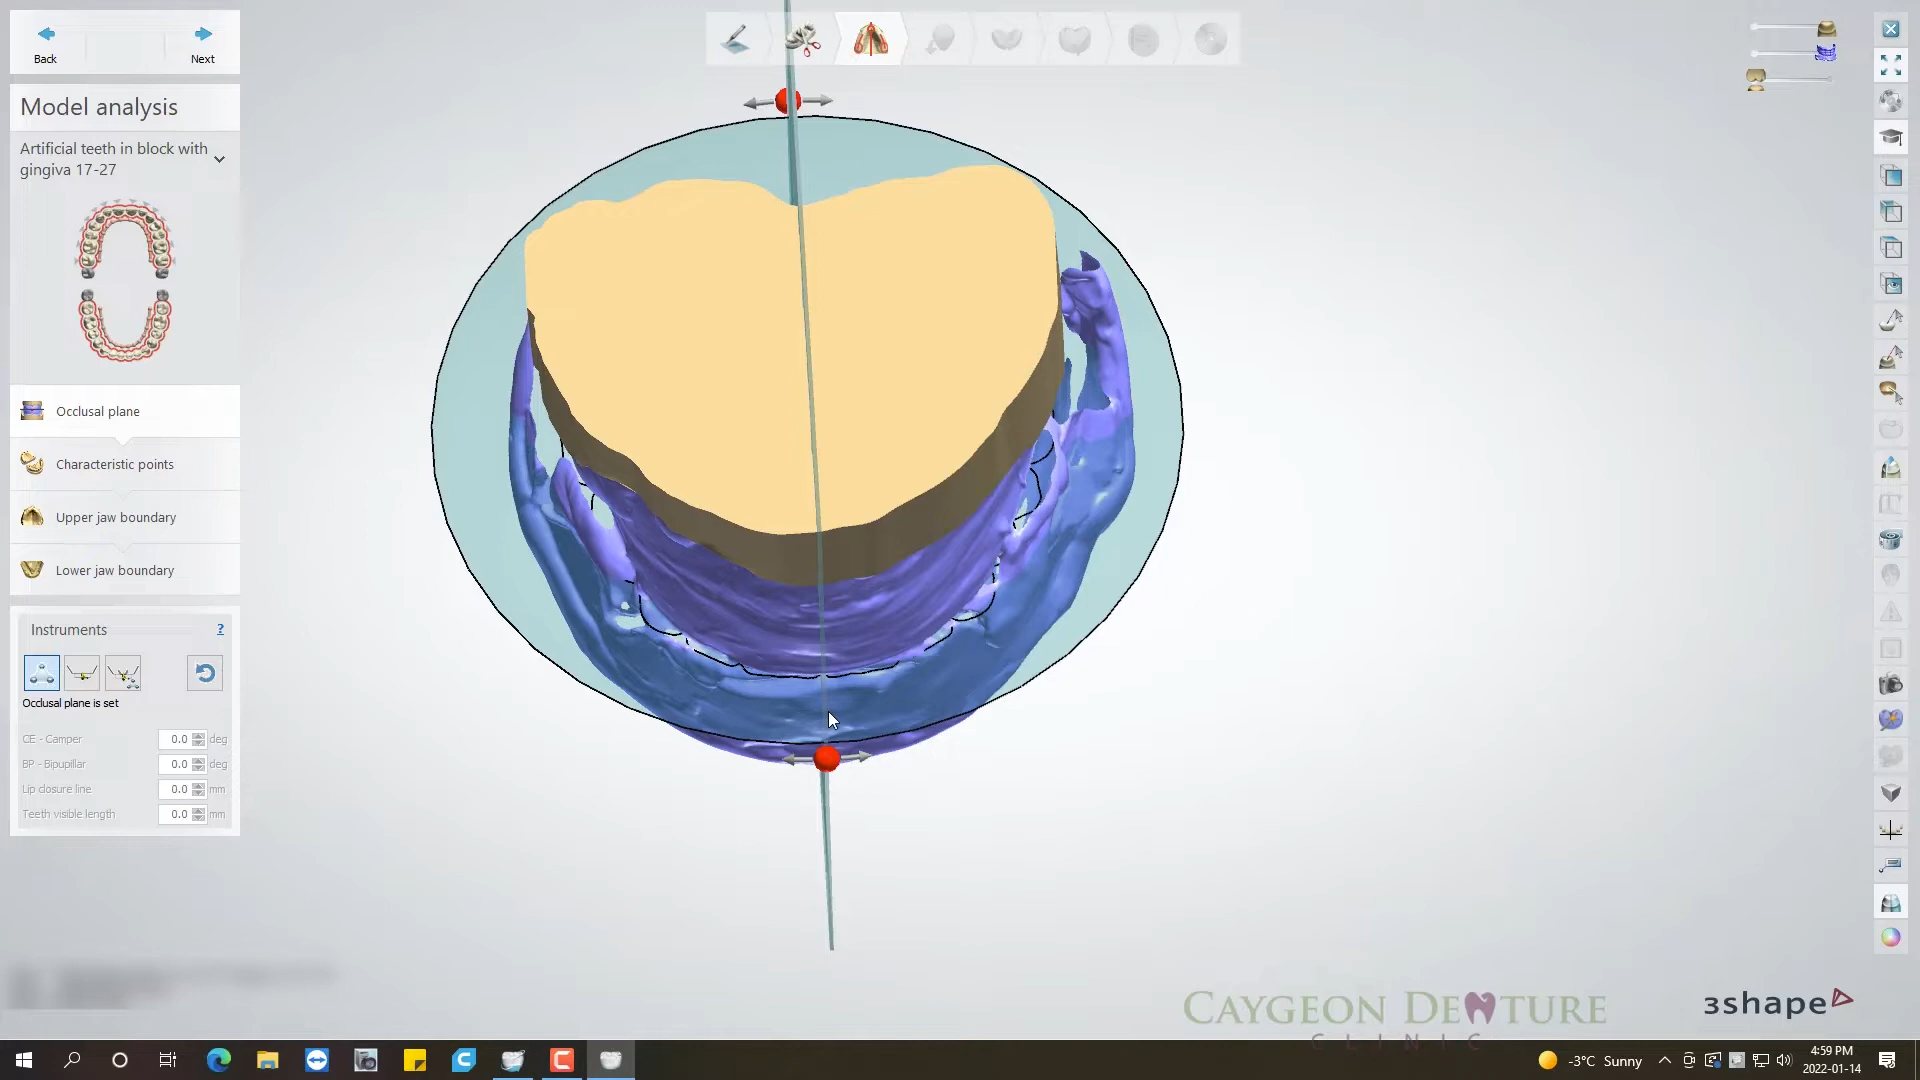 Back
Next
Model analysis
Artificial teeth in block with
gingiva 17-27
Occlusal plane
Characteristic points
Upper jaw boundary
Lower jaw boundary
Instruments
?
Occlusal plane is set
CE - Camper 0.0 deg
BP - Bipupillar 0.0 deg
Lip closure line 0.0 mm
Teeth visible length 0.0 mm
CAYGEON DENTURE
CLINIC
3shape
-3°C Sunny
4:59 PM
2022-01-14